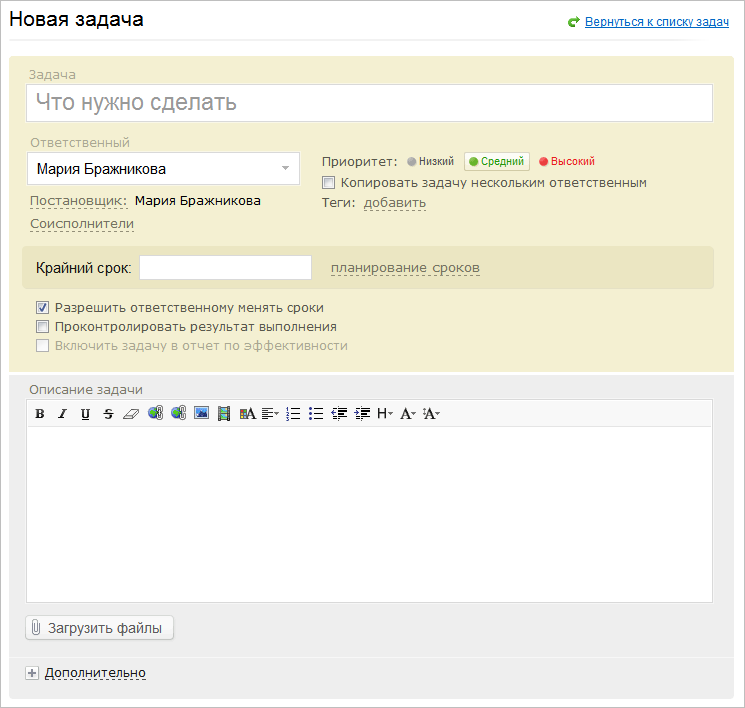 Новая задача
Вернуться к списку задач
Задача
Что нужно сделать
Ответственный
Мария Бражникова
Приоритет: Низкий Средний Высокий
Копировать задачу нескольким ответственным
Постановщик: Мария Бражникова
Теги: добавить
Соисполнители
Крайний срок: планирование сроков
Разрешить ответственному менять сроки
Проконтролировать результат выполнения
Включить задачу в отчет по эффективности
Описание задачи
B I U S A H A A
Загрузить файлы
Дополнительно